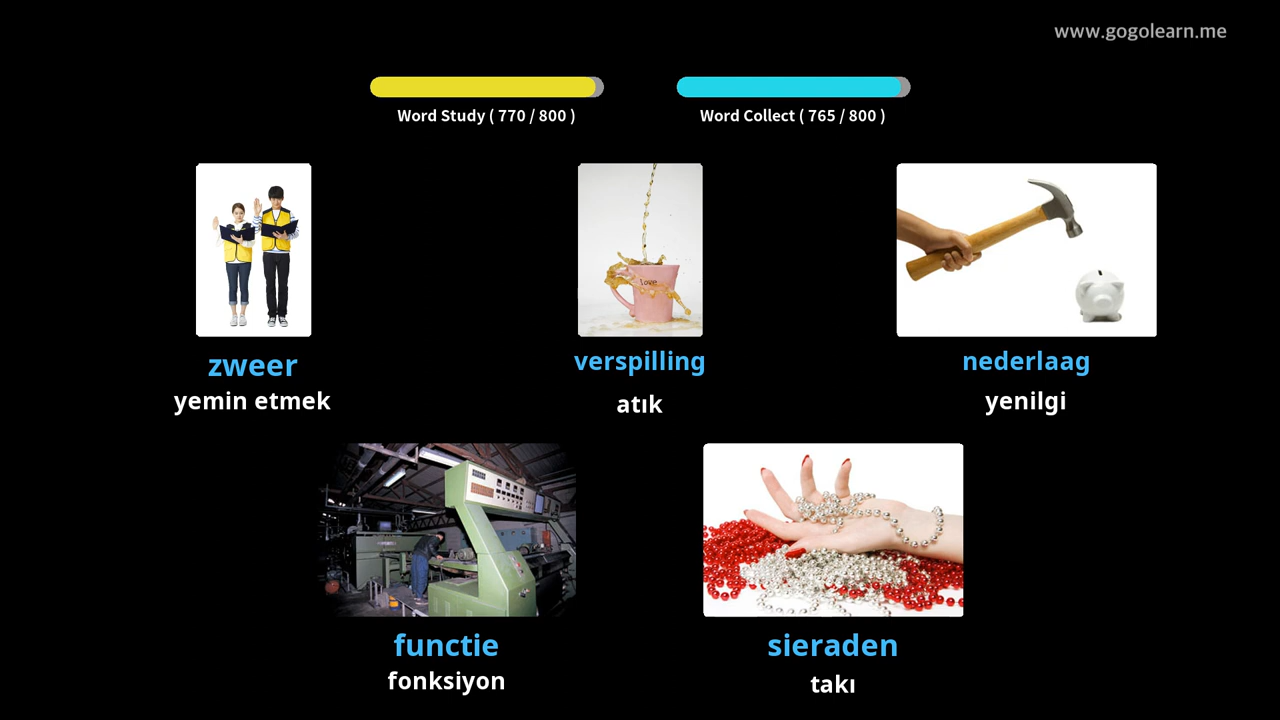 www.gogolearn.me
Word Study ( 770 / 800 )
Word Collect ( 765 / 800 )
love
zweer
yemin etmek
verspilling
atık
nederlaag
yenilgi
functie
fonksiyon
sieraden
takı